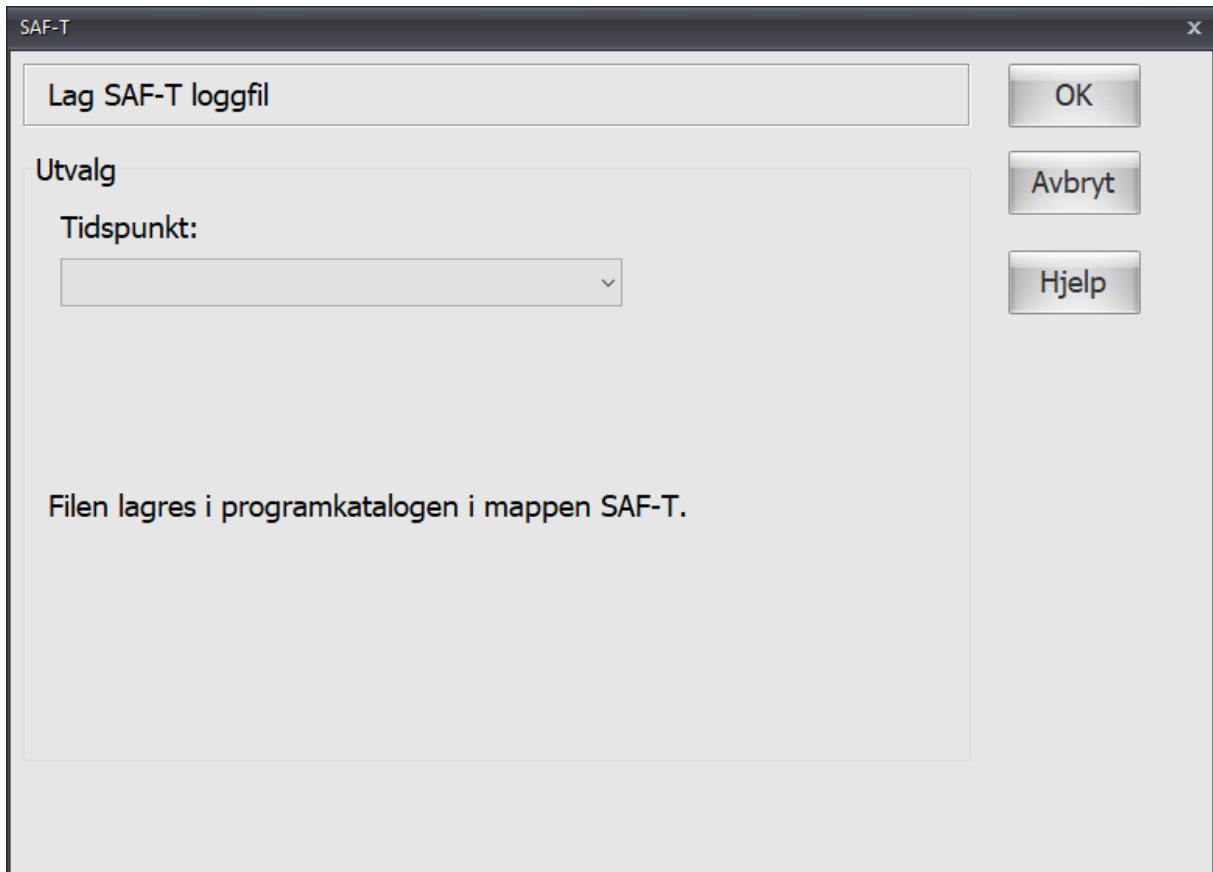 SAF-T
x
Lag SAF-T loggfil
OK
Utvalg
Avbryt
Tidspunkt:
Hjelp
Filen lagres i programkatalogen i mappen SAF-T.